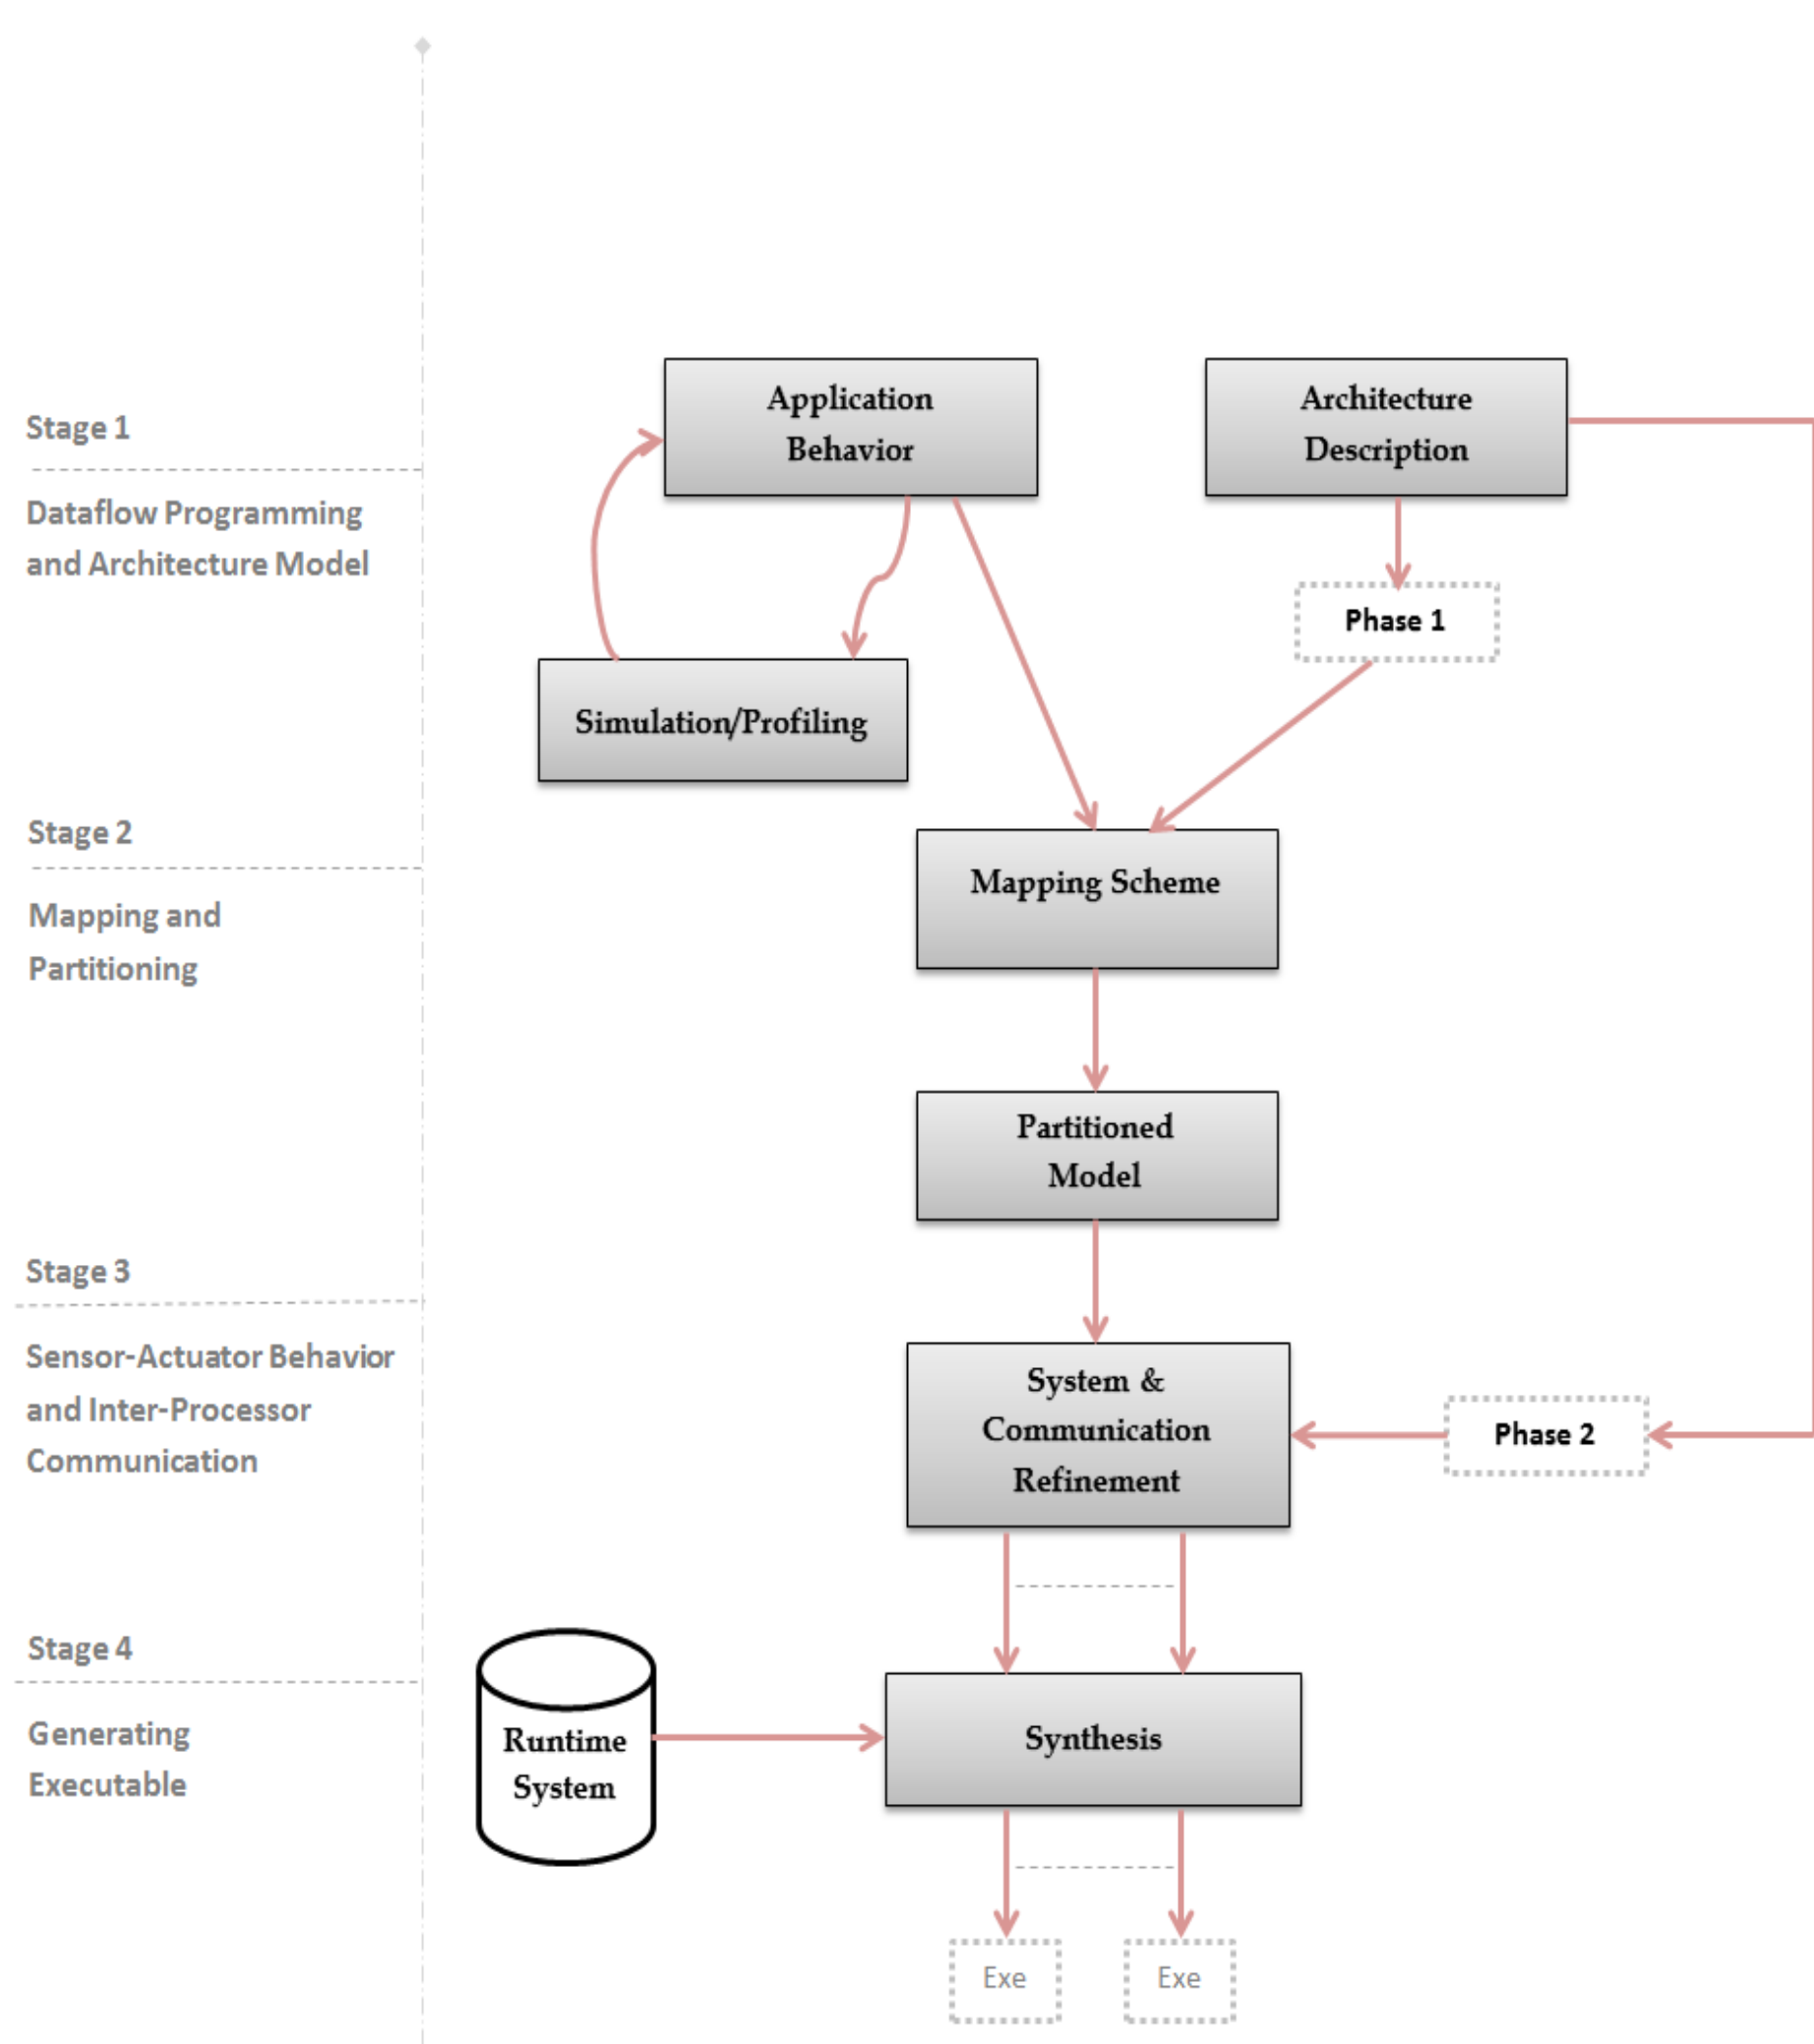 Stage 1
Dataflow Programming
and Architecture Model
Application
Behavior
Architecture
Description
Phase 1
Simulation/Profiling
Stage 2
Mapping and
Partitioning
Mapping Scheme
Partitioned
Model
Stage 3
Sensor-Actuator Behavior
and Inter-Processor
Communication
System &
Communication
Refinement
Phase 2
Stage 4
Generating
Executable
Runtime
System
Synthesis
Exe
Exe